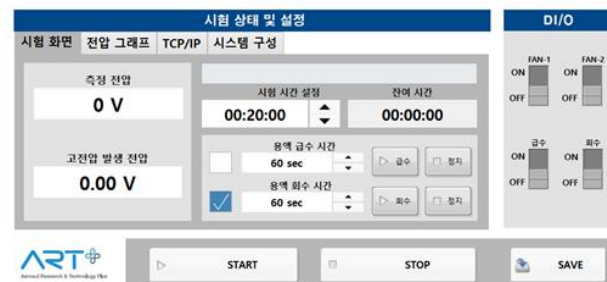 시험 상태 및 설정
DI/O
시험 화면 전압 그래프 TCP/IP 시스템 구성
측정 전압
0 V
고전압 발생 전압
0.00 V
시험 시간 설정
00:20:00
잔여 시간
00:00:00
용액 급수 시간
60 sec
급수
정지
용액 회수 시간
60 sec
회수
정지
FAN-1
FAN-2
ON
ON
OFF
OFF
급수
회수
ON
ON
OFF
OFF
ART+
Aerosol Research & Technology Plus
START
STOP
SAVE